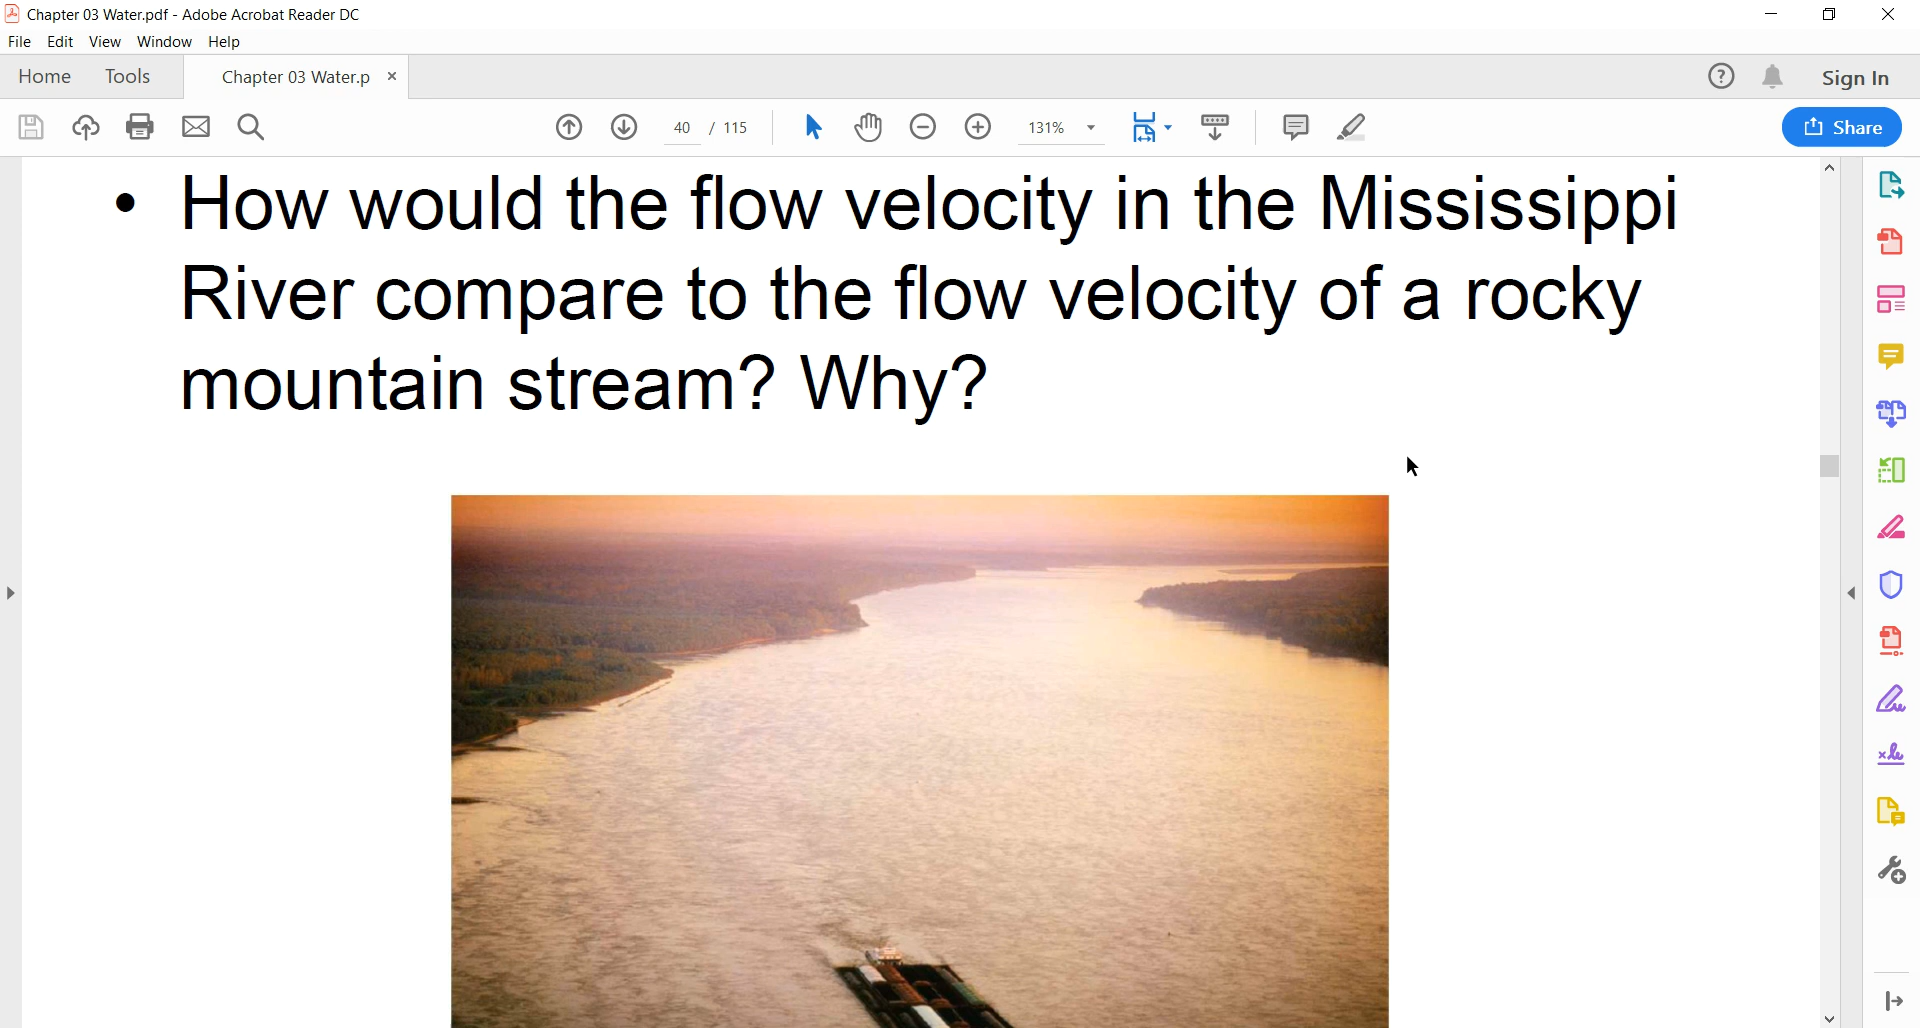 Chapter 03 Water.pdf - Adobe Acrobat Reader DC
File Edit View Window Help
Home Tools Chapter 03 Water.p × Sign In
40 / 115 131% Share
• How would the flow velocity in the Mississippi
River compare to the flow velocity of a rocky
mountain stream? Why?